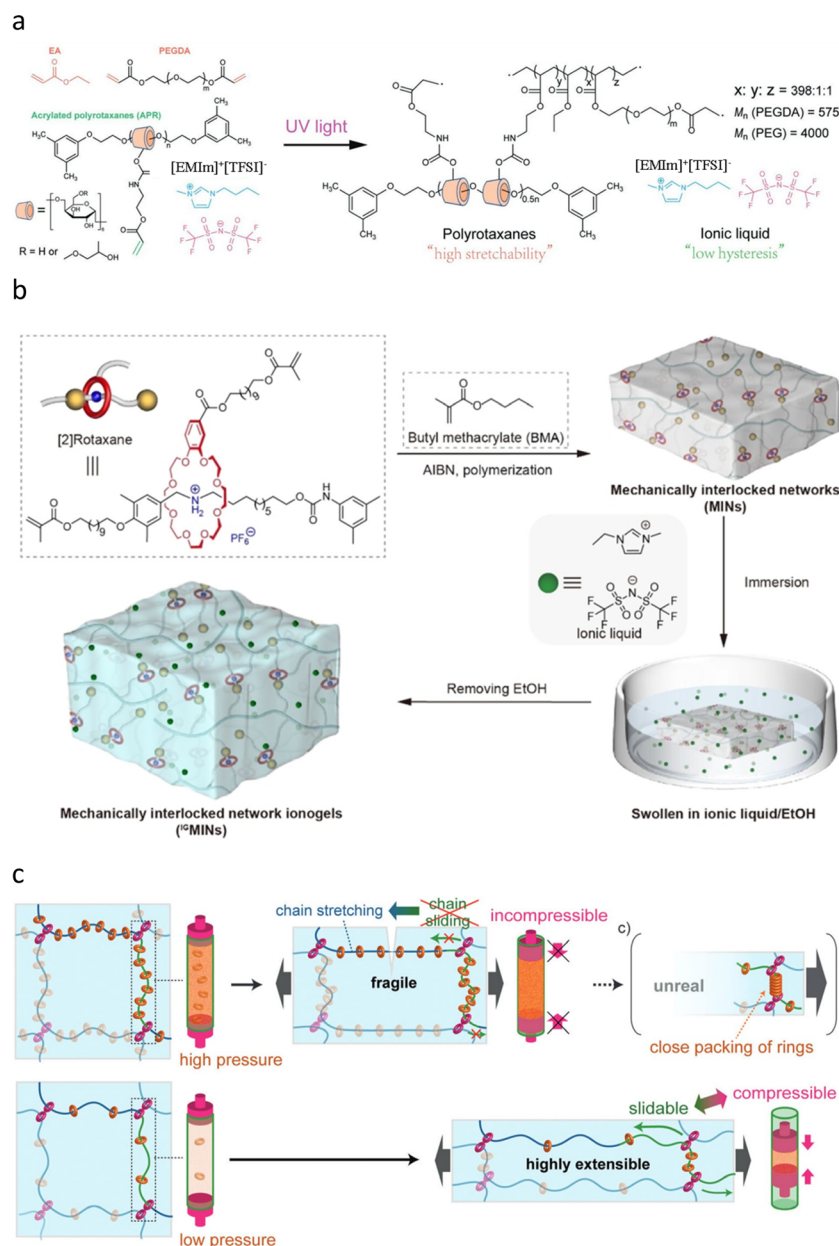 a
EA
PEGDA
Acrylated polyrotaxanes (APR)
[EMIm]+[TFSI]-
R = H or
UV light
x: y: z = 398:1:1
Mn (PEGDA) = 575
Mn (PEG) = 4000
[EMIm]+[TFSI]-
Polyrotaxanes
"high stretchability"
Ionic liquid
"low hysteresis"
b
[2]Rotaxane
PF6⊖
Butyl methacrylate (BMA)
AIBN, polymerization
Mechanically interlocked networks
(MINs)
Ionic liquid
Immersion
Removing EtOH
Swollen in ionic liquid/EtOH
Mechanically interlocked network ionogels
(IGMINs)
c
high pressure
chain stretching
chain
sliding
fragile
incompressible
c)
unreal
close packing of rings
low pressure
slidable
compressible
highly extensible